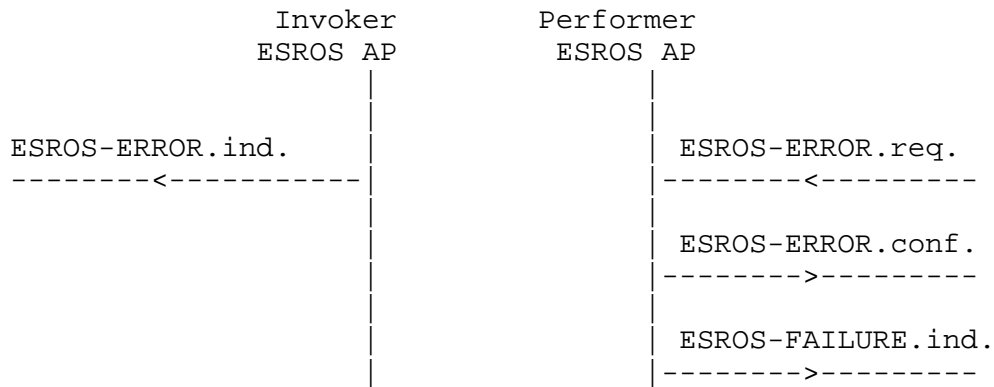 Invoker Performer
ESROS AP ESROS AP
ESROS-ERROR.ind. ESROS-ERROR.req.
--------<-----------| |--------<---------
ESROS-ERROR.conf.
|-------->---------
ESROS-FAILURE.ind.
|-------->---------